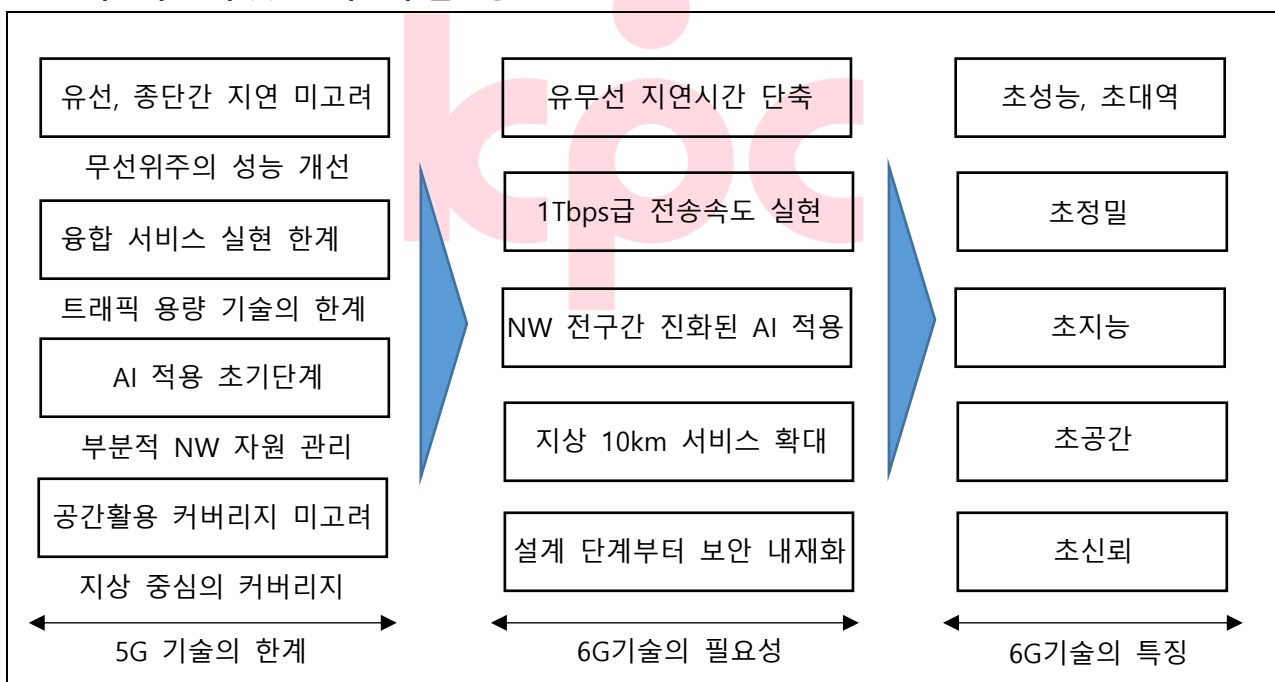 유선, 종단간 지연 미고려
무선위주의 성능 개선
융합 서비스 실현 한계
트래픽 용량 기술의 한계
AI 적용 초기단계
부분적 NW 자원 관리
공간활용 커버리지 미고려
지상 중심의 커버리지
5G 기술의 한계
유무선 지연시간 단축
1Tbps급 전송속도 실현
NW 전구간 진화된 AI 적용
지상 10km 서비스 확대
설계 단계부터 보안 내재화
6G기술의 필요성
초성능, 초대역
초정밀
초지능
초공간
초신뢰
6G기술의 특징
kpc